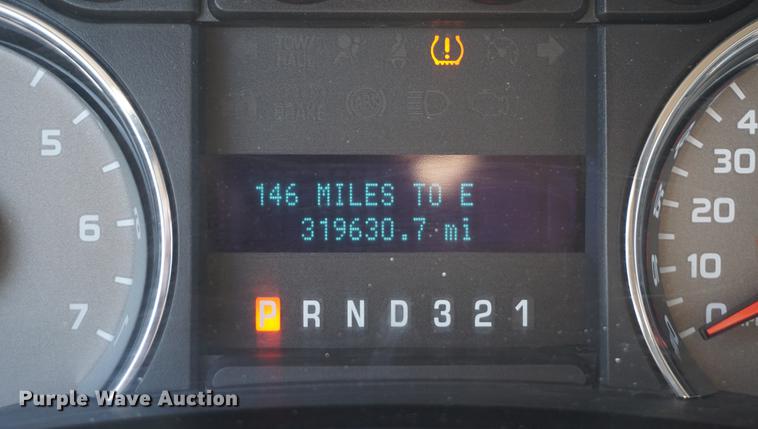 TOW
HAUL
BRAKE
5
6
7
146 MILES TO E
319630.7 mi
P R N D 3 2 1
4
30
20
10
0
Purple Wave Auction